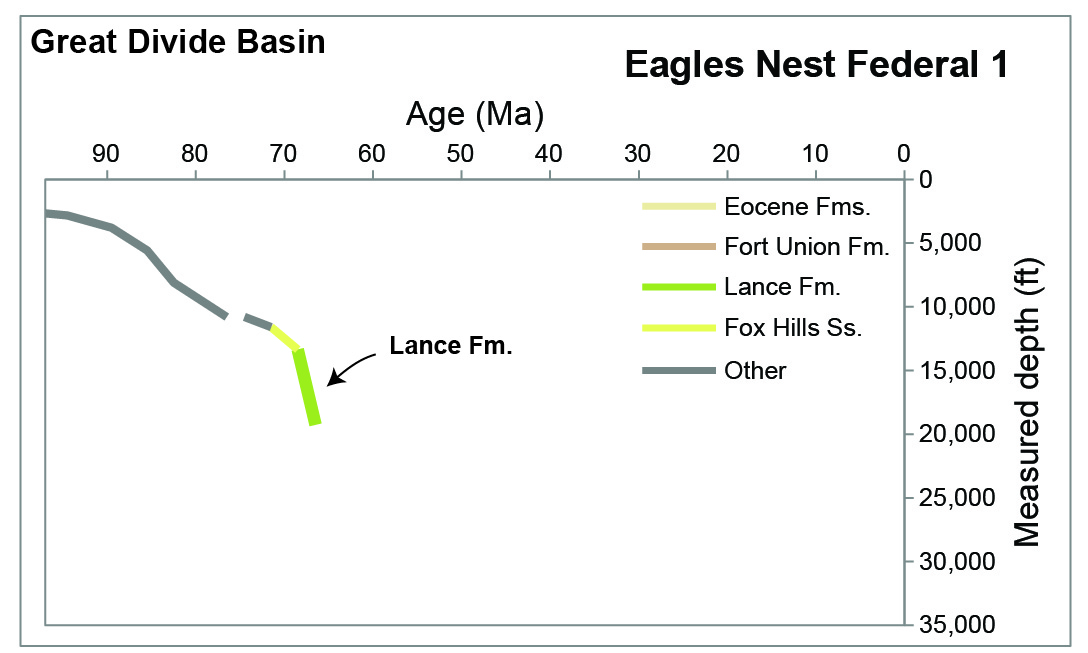 Great Divide Basin
Eagles Nest Federal 1
Age (Ma)
90 80 70 60 50 40 30 20 10 0
0
5,000
10,000
15,000
20,000
25,000
30,000
35,000
Measured depth (ft)
Eocene Fms.
Fort Union Fm.
Lance Fm.
Fox Hills Ss.
Other
Lance Fm.